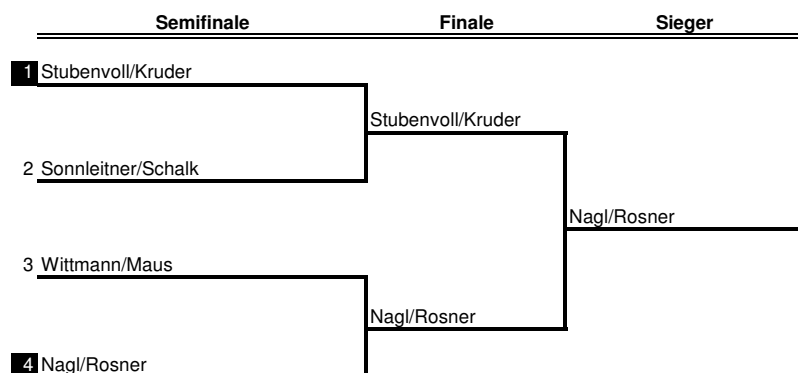 Semifinale Finale Sieger
1 Stubenvoll/Kruder
Stubenvoll/Kruder
2 Sonnleitner/Schalk
Nagl/Rosner
3 Wittmann/Maus
Nagl/Rosner
4 Nagl/Rosner